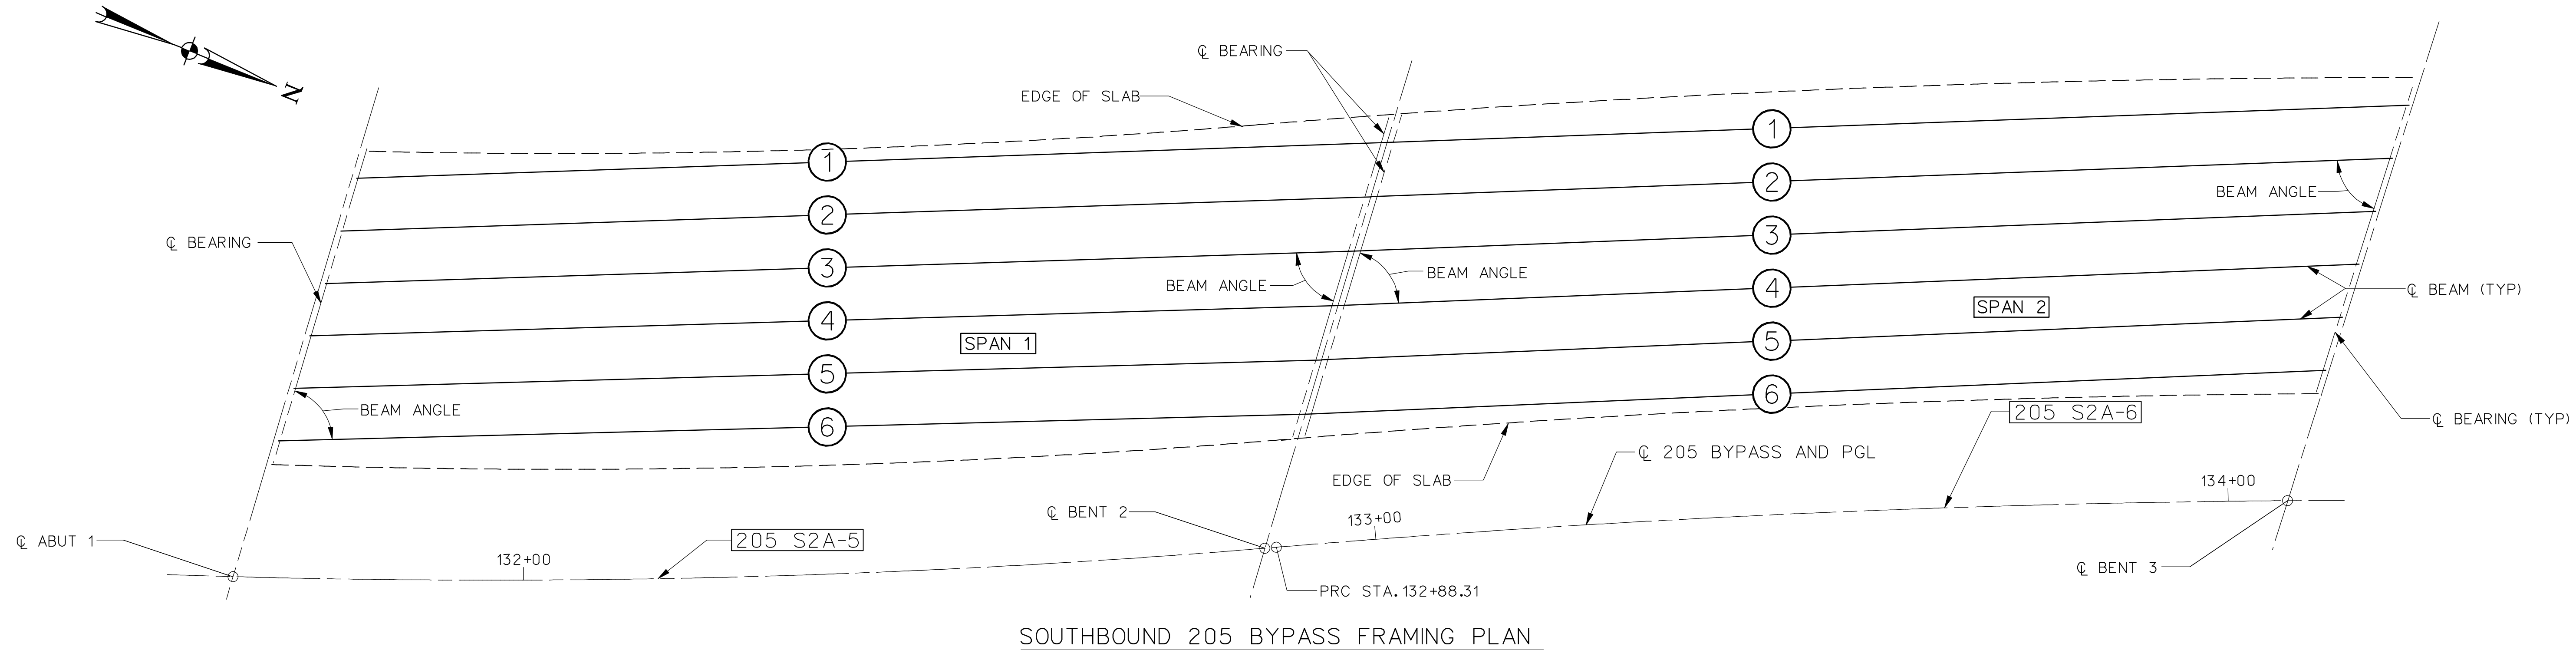 N
℄ BEARING
EDGE OF SLAB
1
1
2
2
BEAM ANGLE
℄ BEARING
3
3
BEAM ANGLE
BEAM ANGLE
4
4
℄ BEAM (TYP)
SPAN 2
SPAN 1
5
5
6
6
BEAM ANGLE
205 S2A-6
℄ BEARING (TYP)
℄ 205 BYPASS AND PGL
EDGE OF SLAB
134+00
℄ BENT 2
133+00
℄ ABUT 1
205 S2A-5
132+00
℄ BENT 3
PRC STA. 132+88.31
SOUTHBOUND 205 BYPASS FRAMING PLAN